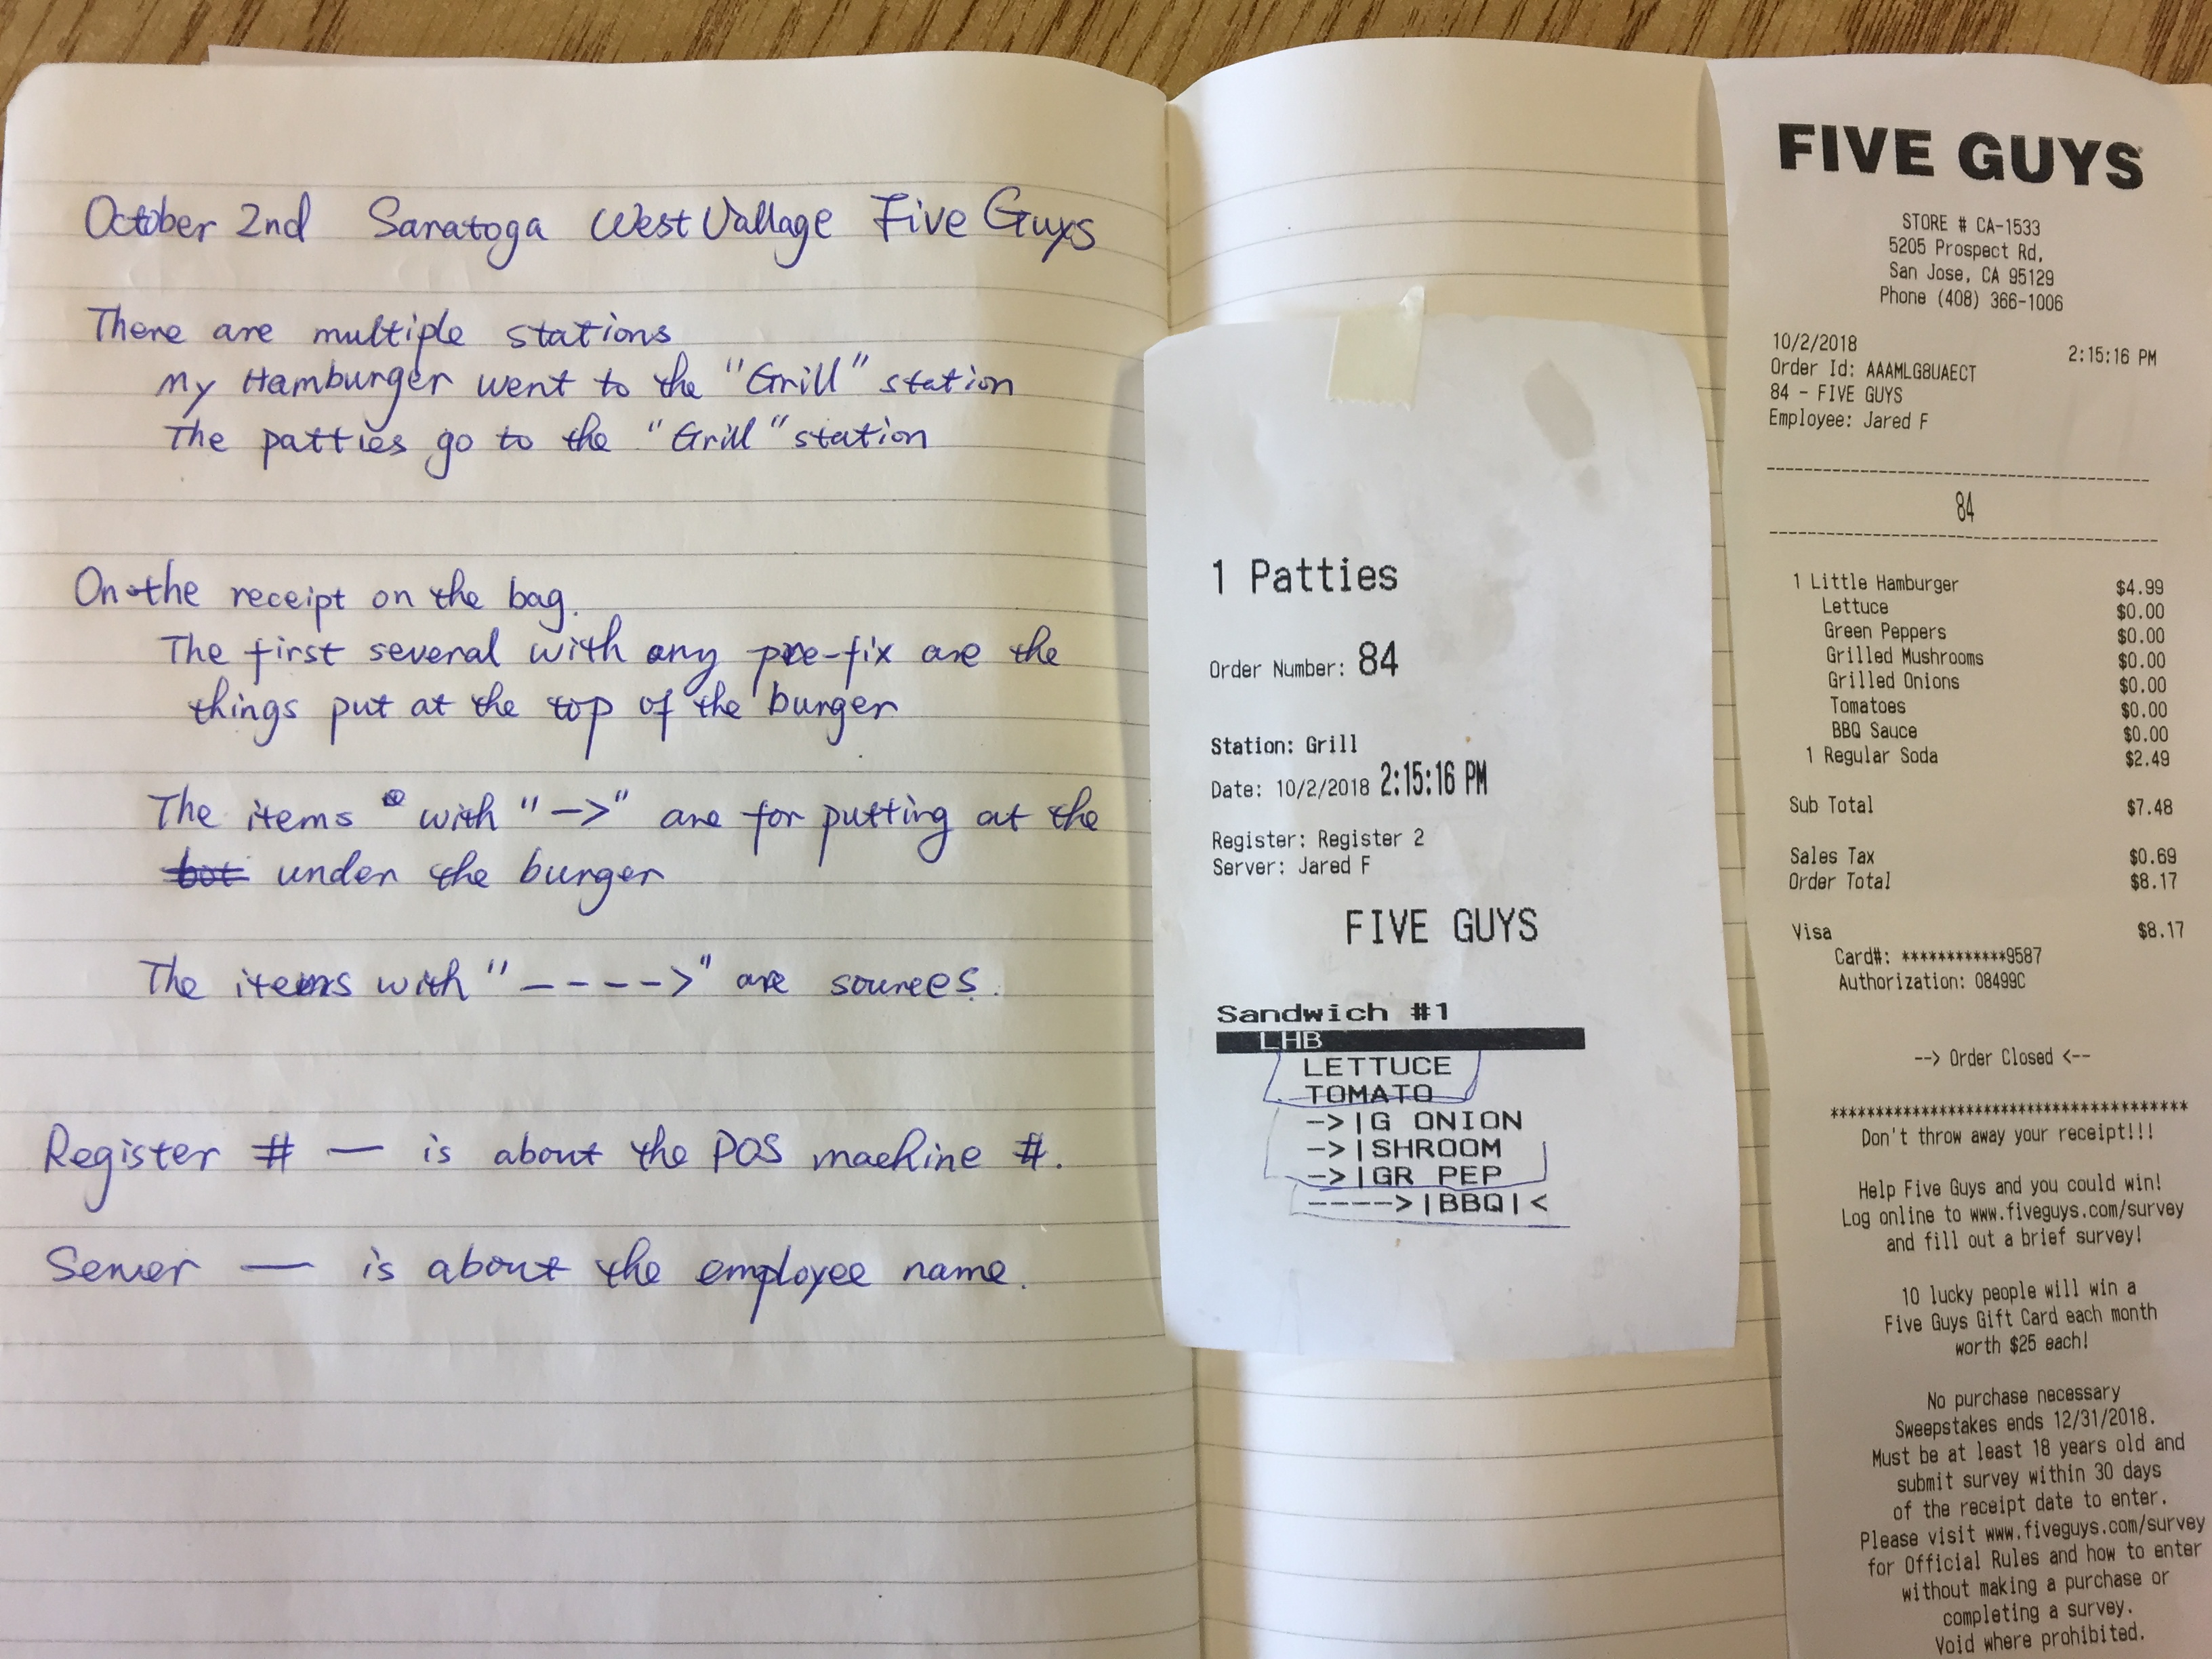 October 2nd Saratoga West Vallage Five Guys
There are multiple stations
My Hamburger went to the "Grill" station
The patties go to the "Grill" station
On the receipt on the bag.
The first several with any pre-fix are the
things put at the top of the burger
The items with "->" are for putting at the
bot under the burger
The items with "---->" are sources.
Register # — is about the POS machine #.
Server — is about the employee name.
1 Patties
Order Number: 84
Station: Grill
Date: 10/2/2018 2:15:16 PM
Register: Register 2
Server: Jared F
FIVE GUYS
Sandwich #1
LHB
LETTUCE
TOMATO
->|G ONION
->|SHROOM
->|GR PEP
---->|BBQ|<
FIVE GUYS
STORE # CA-1533
5205 Prospect Rd,
San Jose, CA 95129
Phone (408) 366-1006
10/2/2018 2:15:16 PM
Order Id: AAAMLG8UAECT
84 - FIVE GUYS
Employee: Jared F
84
1 Little Hamburger $4.99
Lettuce $0.00
Green Peppers $0.00
Grilled Mushrooms $0.00
Grilled Onions $0.00
Tomatoes $0.00
BBQ Sauce $0.00
1 Regular Soda $2.49
Sub Total $7.48
Sales Tax $0.69
Order Total $8.17
Visa $8.17
Card#: ************9587
Authorization: 08499C
--> Order Closed <--
***************************************
Don't throw away your receipt!!!
Help Five Guys and you could win!
Log online to www.fiveguys.com/survey
and fill out a brief survey!
10 lucky people will win a
Five Guys Gift Card each month
worth $25 each!
No purchase necessary
Sweepstakes ends 12/31/2018.
Must be at least 18 years old and
submit survey within 30 days
of the receipt date to enter.
Please visit www.fiveguys.com/survey
for Official Rules and how to enter
without making a purchase or
completing a survey.
Void where prohibited.